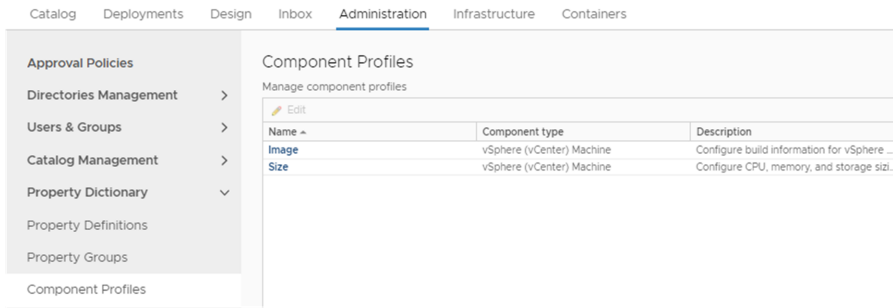 Catalog Deployments Design Inbox Administration Infrastructure Containers
Approval Policies
Directories Management
Users & Groups
Catalog Management
Property Dictionary
Property Definitions
Property Groups
Component Profiles
Component Profiles
Manage component profiles
Edit
Name Component type Description
Image vSphere (vCenter) Machine Configure build information for vSphere ...
Size vSphere (vCenter) Machine Configure CPU, memory, and storage sizi...